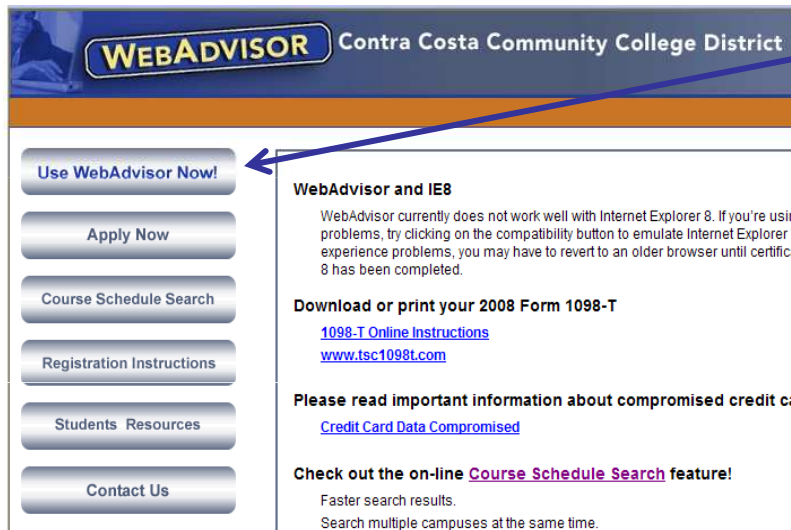 WEBADVISOR Contra Costa Community College District
Use WebAdvisor Now!
Apply Now
Course Schedule Search
Registration Instructions
Students Resources
Contact Us
WebAdvisor and IE8
WebAdvisor currently does not work well with Internet Explorer 8. If you're
problems, try clicking on the compatibility button to emulate Internet Explorer
experience problems, you may have to revert to an older browser until
8 has been completed.
Download or print your 2008 Form 1098-T
1098-T Online Instructions
www.tsc1098t.com
Please read important information about compromised credit
Credit Card Data Compromised
Check out the on-line Course Schedule Search feature!
Faster search results.
Search multiple campuses at the same time.